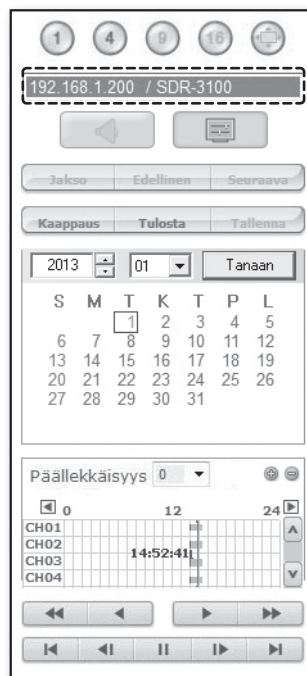 1 4 9 16
192.168.1.200 / SDR-3100
Jakso Edellinen Seuraava
Kaappaus Tulosta Tallenna
2013 01 Tanaan
S M T K T P L
1 2 3 4 5
6 7 8 9 10 11 12
13 14 15 16 17 18 19
20 21 22 23 24 25 26
27 28 29 30 31
Päällekkäisyys 0
0 12 24
CH01
CH02
14:52:41
CH03
CH04